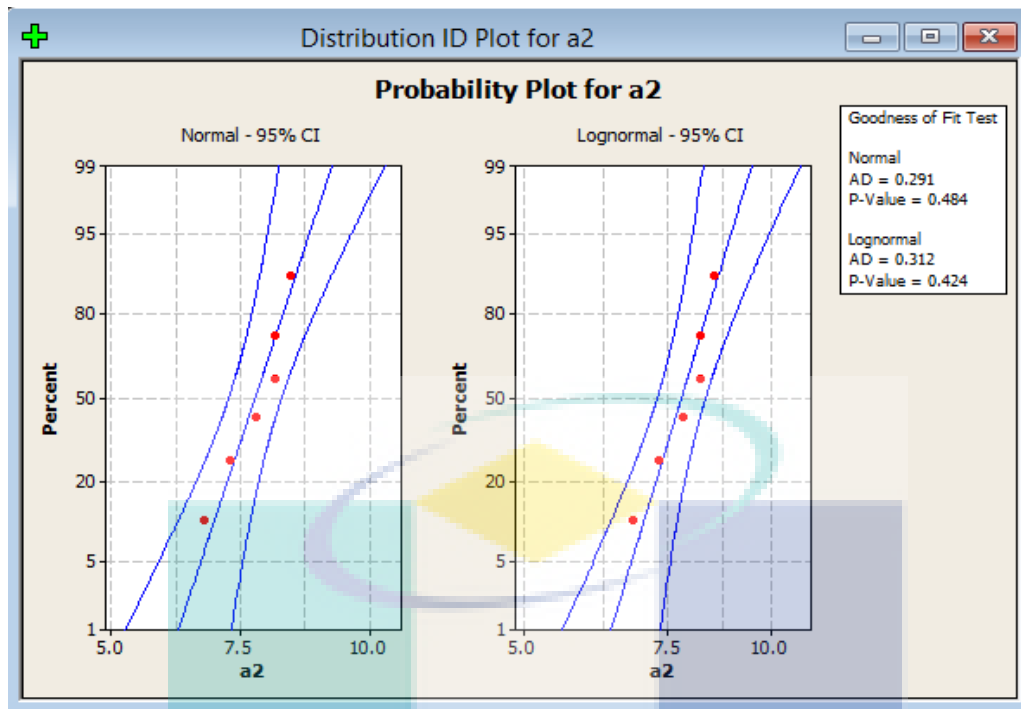 Distribution ID Plot for a2
Probability Plot for a2
Normal - 95% CI
99
95
80
50
20
5
1
Percent
5.0 7.5 10.0
a2
Lognormal - 95% CI
99
95
80
50
20
5
1
Percent
5.0 7.5 10.0
a2
Goodness of Fit Test
Normal
AD = 0.291
P-Value = 0.484
Lognormal
AD = 0.312
P-Value = 0.424